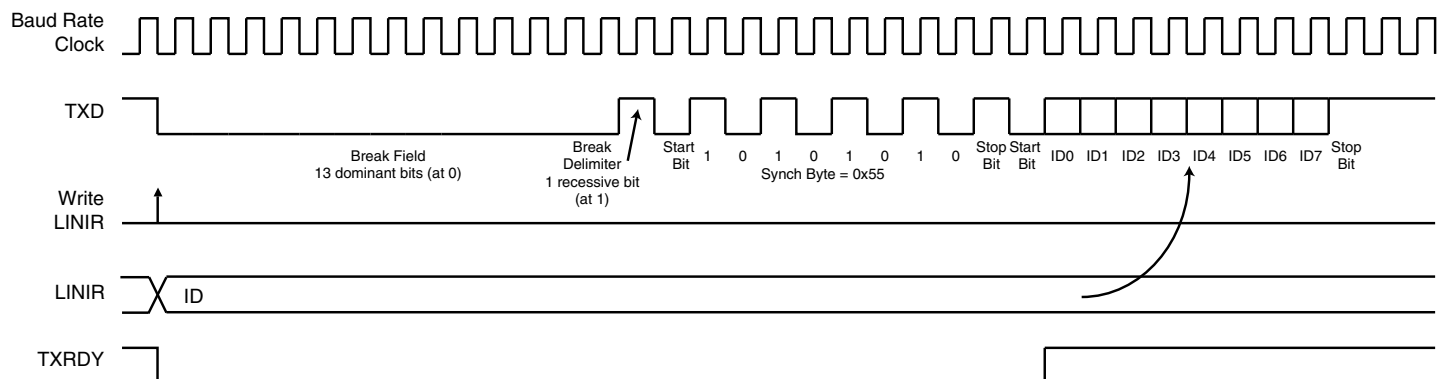 Baud Rate
Clock
TXD
Break Field
13 dominant bits (at 0)
Break
Delimiter
1 recessive bit
(at 1)
Start
Bit
1 0 1 0 1 0 1 0
Synch Byte = 0x55
Stop
Bit
Start
Bit
ID0 ID1 ID2 ID3 ID4 ID5 ID6 ID7
Stop
Bit
Write
LINIR
LINIR
ID
TXRDY